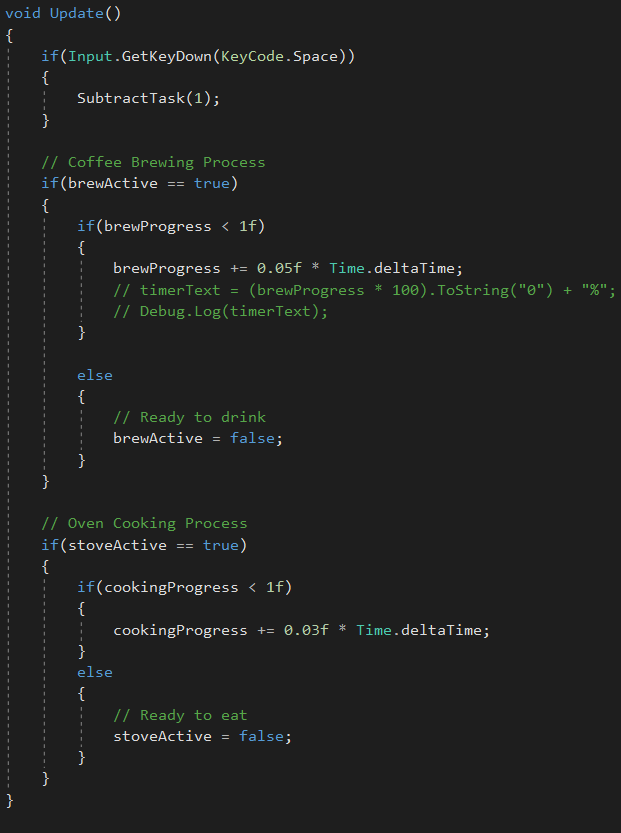 void Update()
{
if(Input.GetKeyDown(KeyCode.Space))
{
SubtractTask(1);
}
// Coffee Brewing Process
if(brewActive == true)
{
if(brewProgress < 1f)
{
brewProgress += 0.05f * Time.deltaTime;
// timerText = (brewProgress * 100).ToString("0") + "%";
// Debug.Log(timerText);
}
else
{
// Ready to drink
brewActive = false;
}
}
// Oven Cooking Process
if(stoveActive == true)
{
if(cookingProgress < 1f)
{
cookingProgress += 0.03f * Time.deltaTime;
}
else
{
// Ready to eat
stoveActive = false;
}
}
}